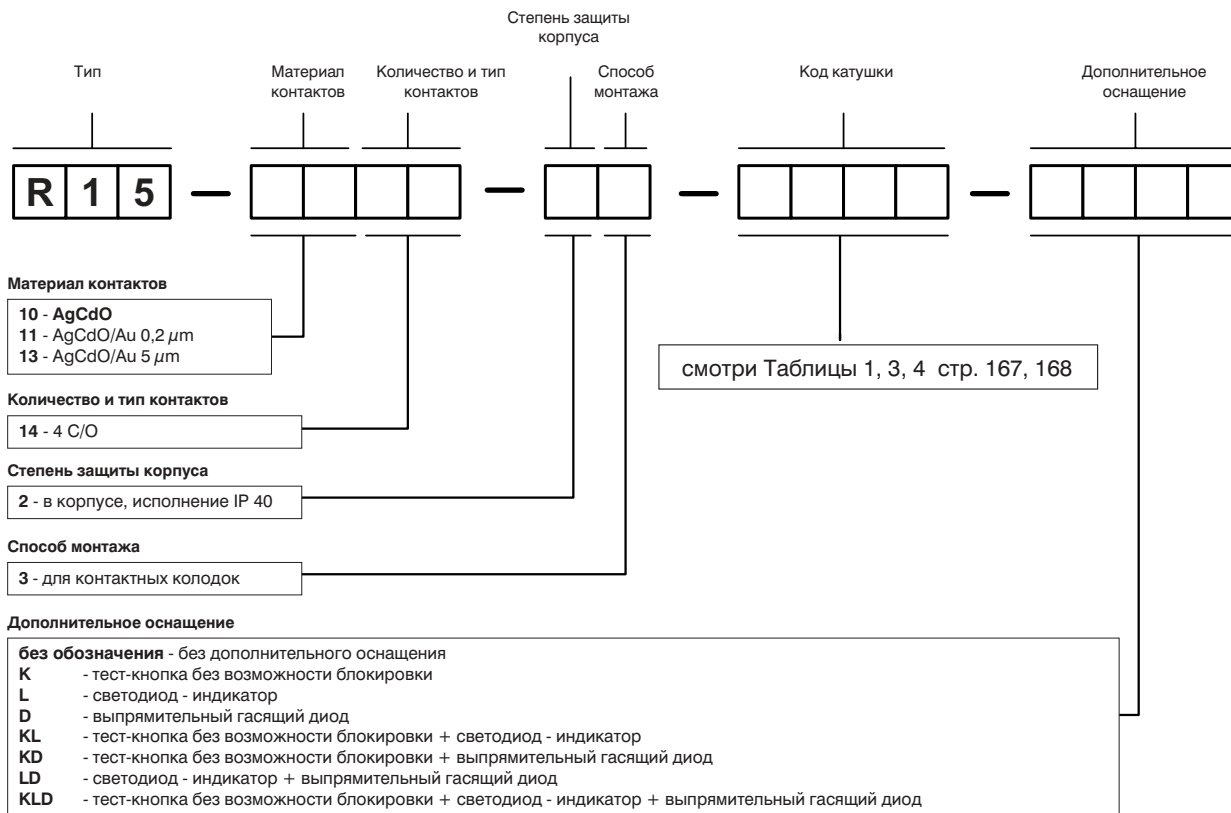 Степень защиты
корпуса
Тип
Материал
контактов
Количество и тип
контактов
Способ
монтажа
Код катушки
Дополнительное
оснащение
R 1 5 — — — —
Материал контактов
10 - AgCdO
11 - AgCdO/Au 0,2 µm
13 - AgCdO/Au 5 µm
смотри Таблицы 1, 3, 4 стр. 167, 168
Количество и тип контактов
14 - 4 C/O
Степень защиты корпуса
2 - в корпусе, исполнение IP 40
Способ монтажа
3 - для контактных колодок
Дополнительное оснащение
без обозначения - без дополнительного оснащения
K - тест-кнопка без возможности блокировки
L - светодиод - индикатор
D - выпрямительный гасящий диод
KL - тест-кнопка без возможности блокировки + светодиод - индикатор
KD - тест-кнопка без возможности блокировки + выпрямительный гасящий диод
LD - светодиод - индикатор + выпрямительный гасящий диод
KLD - тест-кнопка без возможности блокировки + светодиод - индикатор + выпрямительный гасящий диод